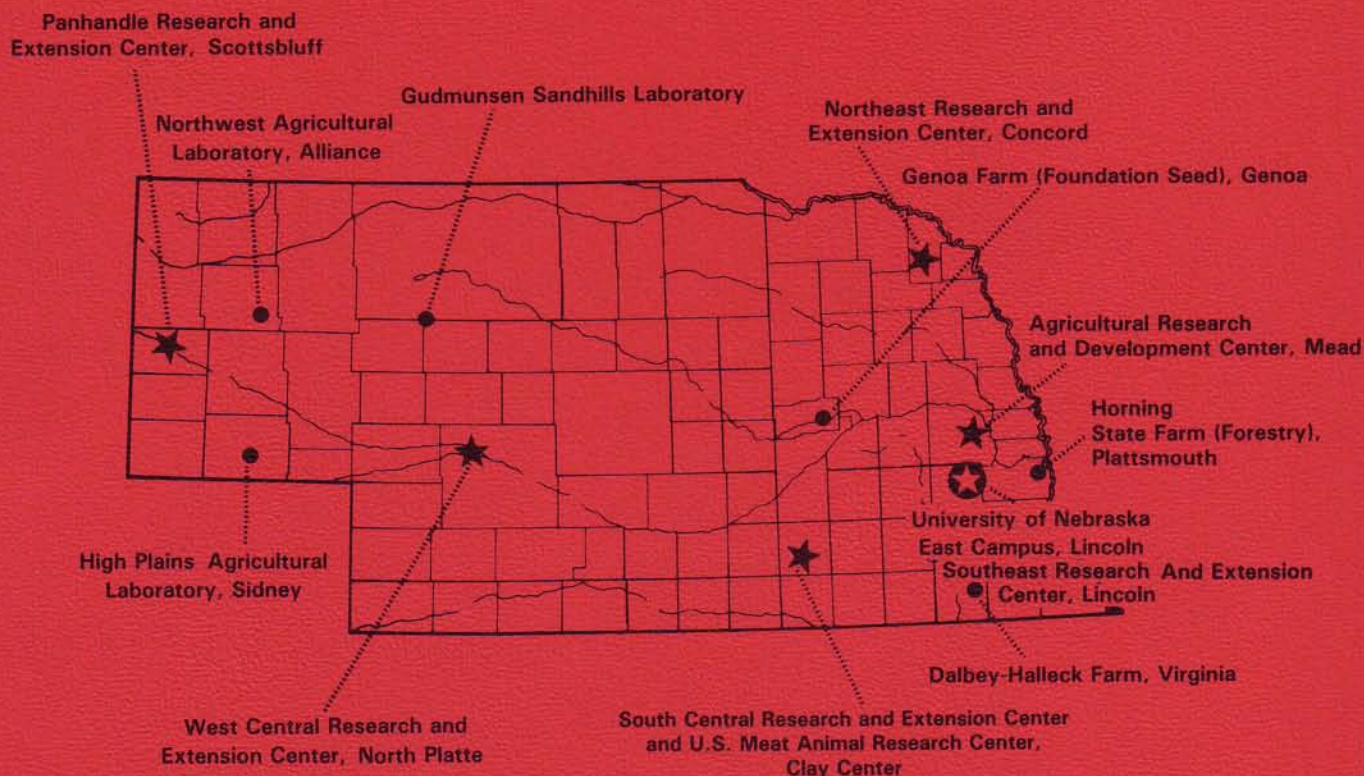 Panhandle Research and
Extension Center, Scottsbluff
Northwest Agricultural
Laboratory, Alliance
Gudmunsen Sandhills Laboratory
Northeast Research and
Extension Center, Concord
Genoa Farm (Foundation Seed), Genoa
Agricultural Research
and Development Center, Mead
Horning
State Farm (Forestry),
Plattsmouth
University of Nebraska
East Campus, Lincoln
Southeast Research And Extension
Center, Lincoln
High Plains Agricultural
Laboratory, Sidney
Dalbey-Halleck Farm, Virginia
West Central Research and
Extension Center, North Platte
South Central Research and Extension Center
and U.S. Meat Animal Research Center,
Clay Center